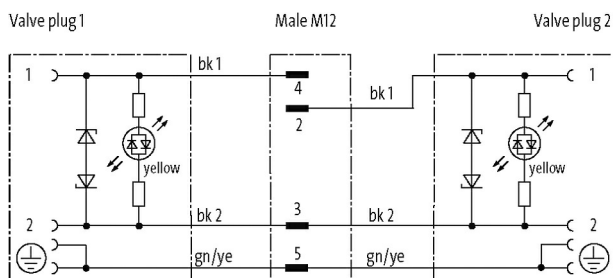 Valve plug 1 Male M12 Valve plug 2
1 bk 1 4 bk 1 1
2
yellow yellow
2 bk 2 3 bk 2 2
gn/ye 5 gn/ye